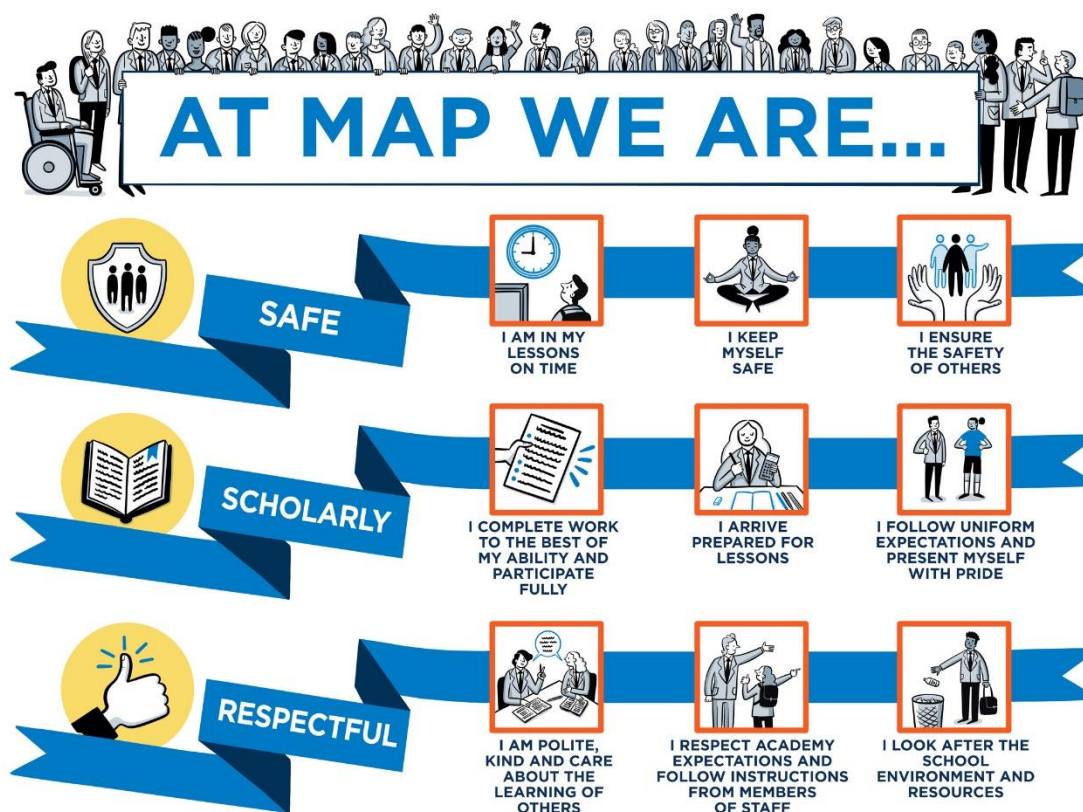 AT MAP WE ARE...
SAFE
I AM IN MY
LESSONS
ON TIME
I KEEP
MYSELF
SAFE
I ENSURE
THE SAFETY
OF OTHERS
SCHOLARLY
I COMPLETE WORK
TO THE BEST OF
MY ABILITY AND
PARTICIPATE
FULLY
I ARRIVE
PREPARED FOR
LESSONS
I FOLLOW UNIFORM
EXPECTATIONS AND
PRESENT MYSELF
WITH PRIDE
RESPECTFUL
I AM POLITE,
KIND AND CARE
ABOUT THE
LEARNING OF
OTHERS
I RESPECT ACADEMY
EXPECTATIONS AND
FOLLOW INSTRUCTIONS
FROM MEMBERS
OF STAFF
I LOOK AFTER THE
SCHOOL
ENVIRONMENT AND
RESOURCES